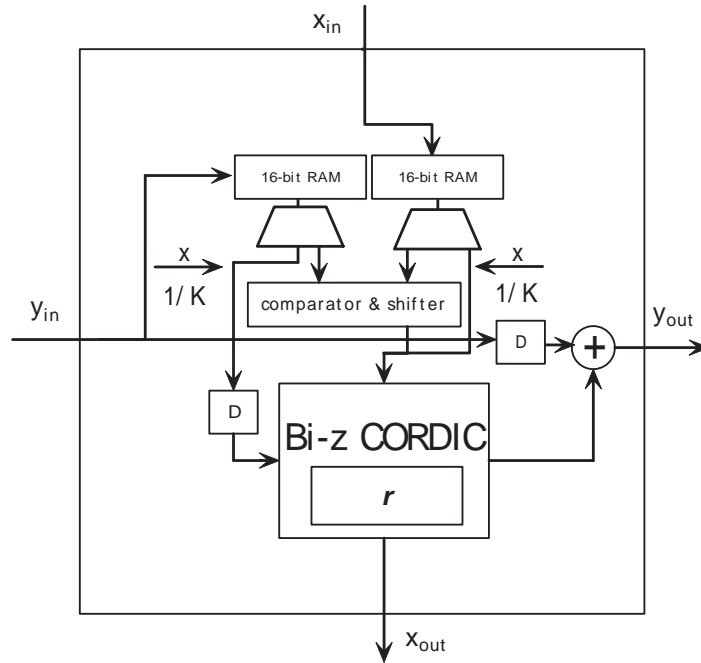 x_in
16-bit RAM
16-bit RAM
x
1/ K
x
1/ K
comparator & shifter
y_in
y_out
D
+
D
Bi-z CORDIC
r
x_out